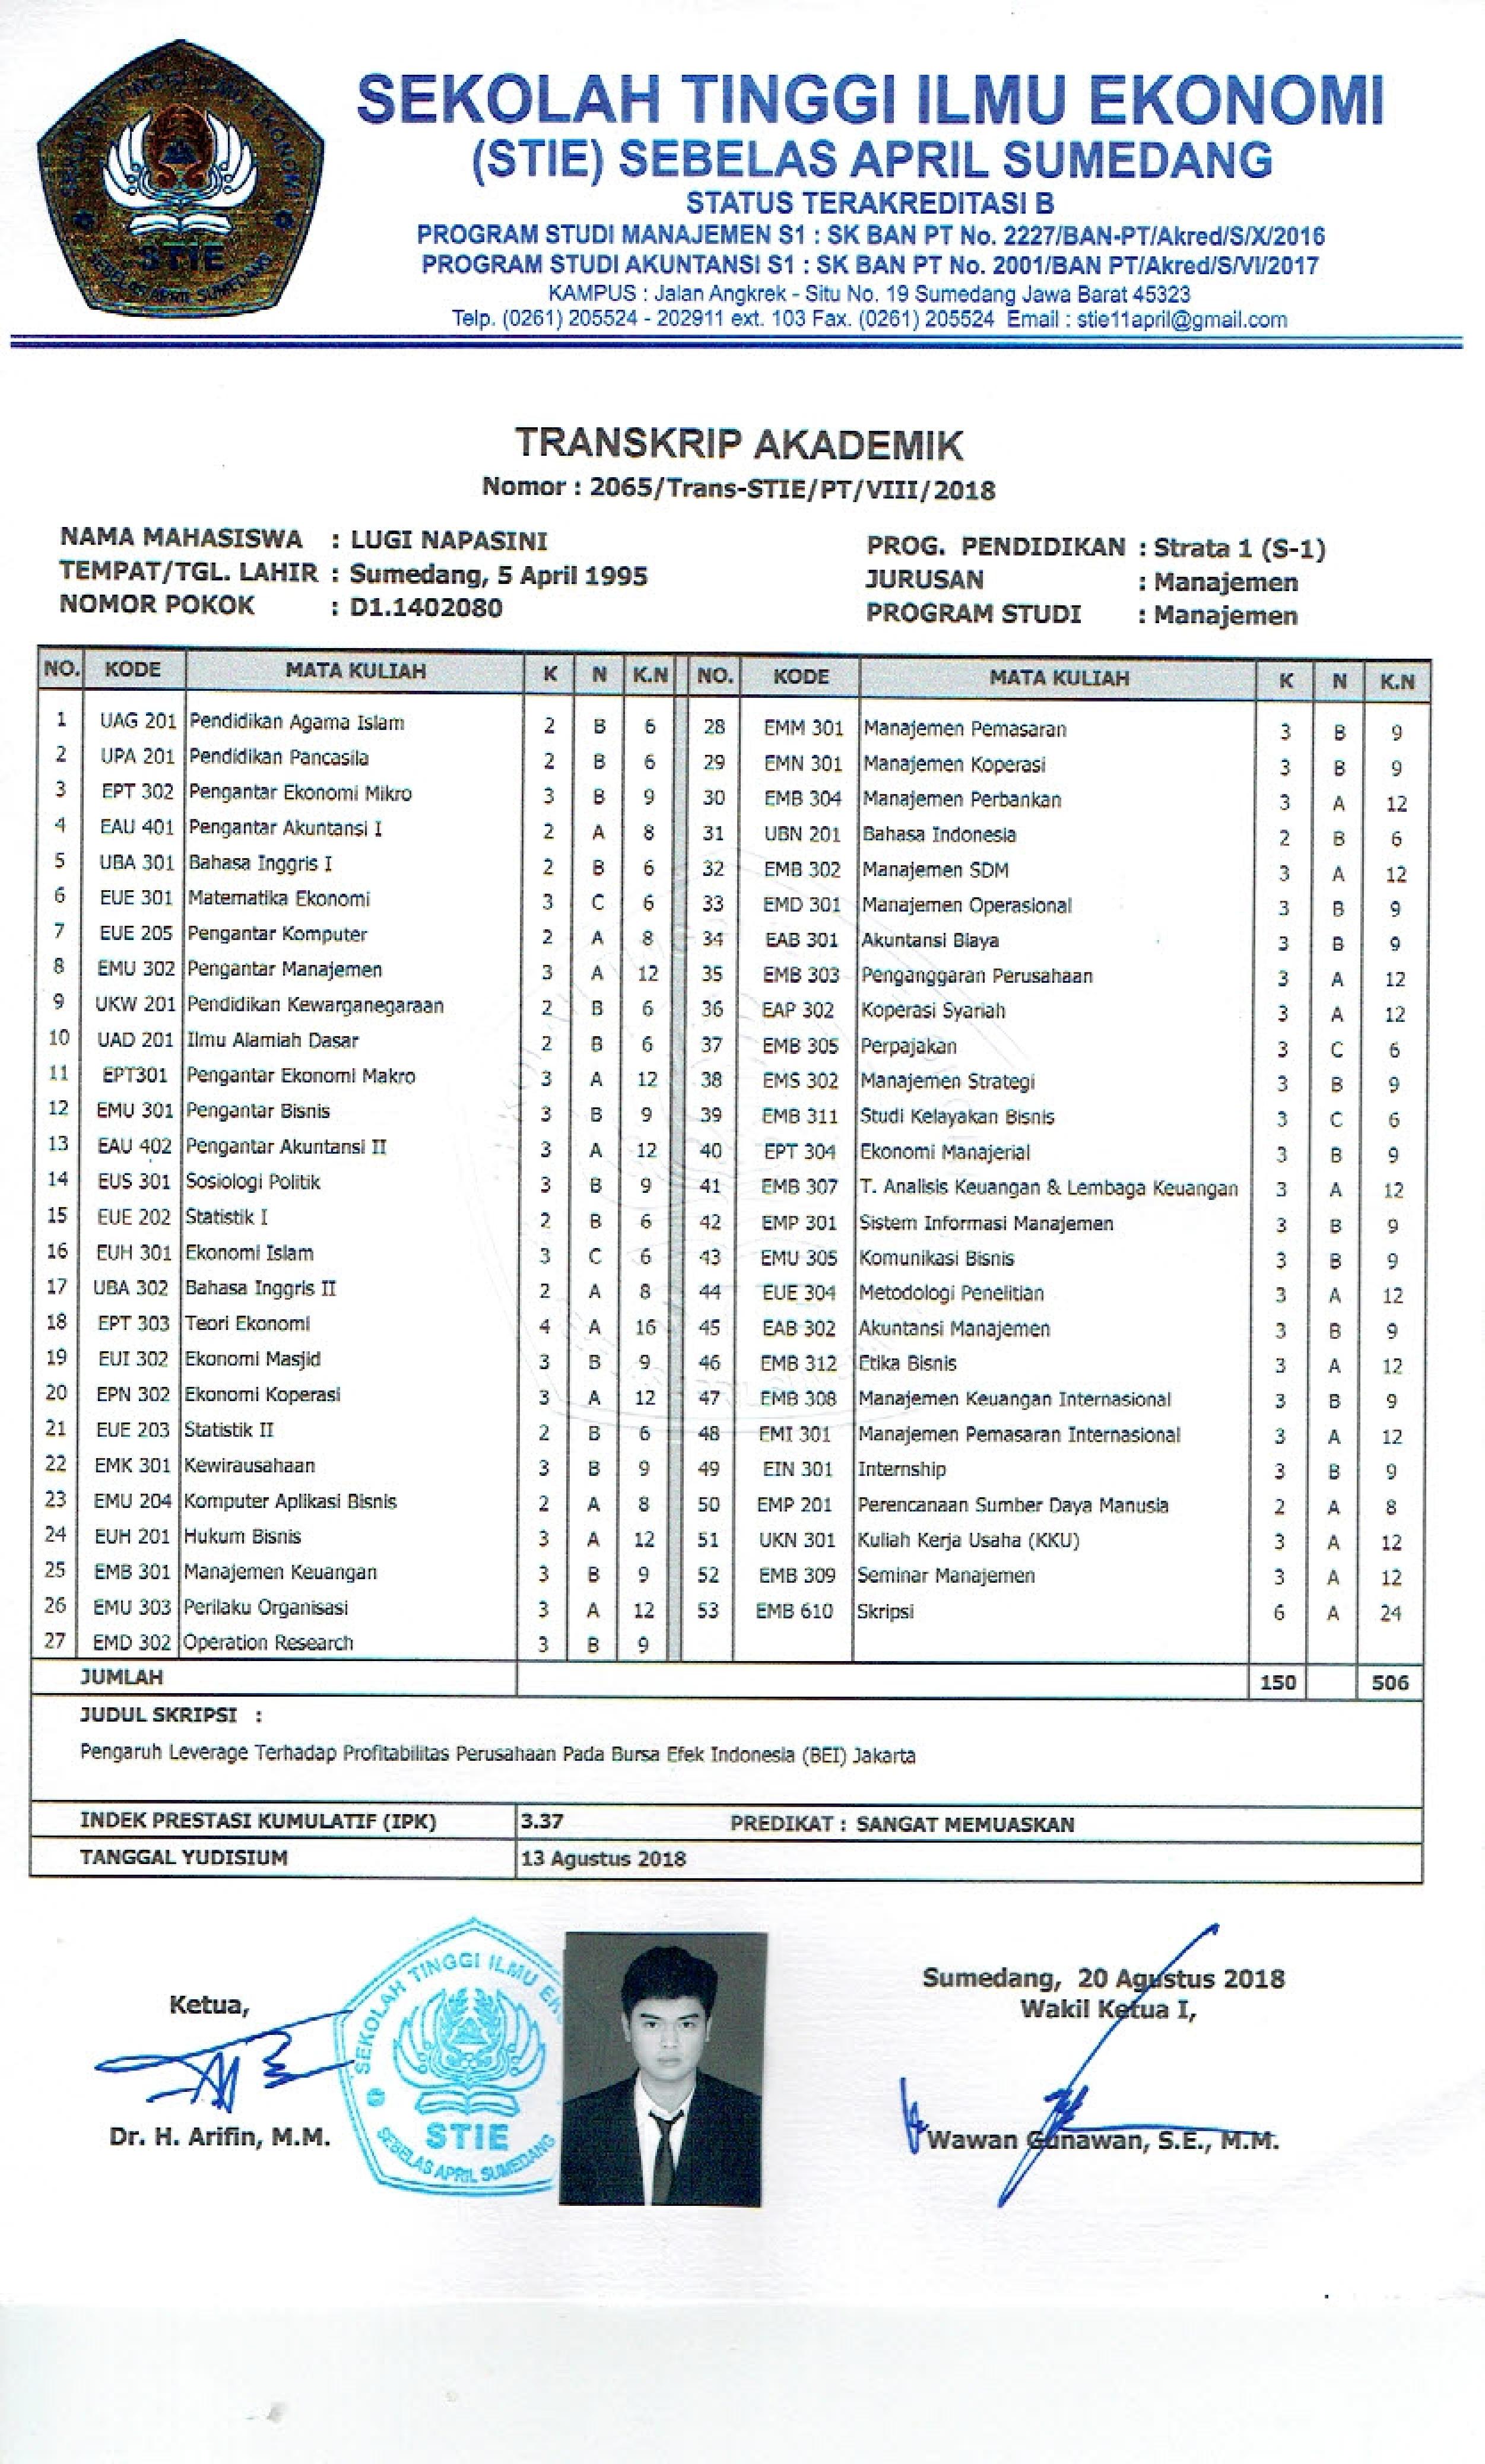 SEKOLAH TINGGI ILMU EKONOMI
(STIE) SEBELAS APRIL SUMEDANG
STATUS TERAKREDITASI B
PROGRAM STUDI MANAJEMEN S1 : SK BAN PT No. 2227/BAN-PT/Akred/S/X/2016
PROGRAM STUDI AKUNTANSI S1 : SK BAN PT No. 2001/BAN PT/Akred/S/VI/2017
KAMPUS : Jalan Angkrek - Situ No. 19 Sumedang Jawa Barat 45323
Telp. (0261) 205524 - 202911 ext. 103 Fax. (0261) 205524 Email : stie11april@gmail.com
SEKOLAH TINGGI ILMU EKONOMI
STIE
SEBELAS APRIL SUMEDANG
TRANSKRIP AKADEMIK
Nomor : 2065/Trans-STIE/PT/VIII/2018
NAMA MAHASISWA : LUGI NAPASINI
TEMPAT/TGL. LAHIR : Sumedang, 5 April 1995
NOMOR POKOK : D1.1402080
PROG. PENDIDIKAN : Strata 1 (S-1)
JURUSAN : Manajemen
PROGRAM STUDI : Manajemen
NO. KODE MATA KULIAH K N K.N NO. KODE MATA KULIAH K N K.N
1 UAG 201 Pendidikan Agama Islam 2 B 6 28 EMM 301 Manajemen Pemasaran 3 B 9
2 UPA 201 Pendidikan Pancasila 2 B 6 29 EMN 301 Manajemen Koperasi 3 B 9
3 EPT 302 Pengantar Ekonomi Mikro 3 B 9 30 EMB 304 Manajemen Perbankan 3 A 12
4 EAU 401 Pengantar Akuntansi I 2 A 8 31 UBN 201 Bahasa Indonesia 2 B 6
5 UBA 301 Bahasa Inggris I 2 B 6 32 EMB 302 Manajemen SDM 3 A 12
6 EUE 301 Matematika Ekonomi 3 C 6 33 EMD 301 Manajemen Operasional 3 B 9
7 EUE 205 Pengantar Komputer 2 A 8 34 EAB 301 Akuntansi Biaya 3 B 9
8 EMU 302 Pengantar Manajemen 3 A 12 35 EMB 303 Penganggaran Perusahaan 3 A 12
9 UKW 201 Pendidikan Kewarganegaraan 2 B 6 36 EAP 302 Koperasi Syariah 3 A 12
10 UAD 201 Ilmu Alamiah Dasar 2 B 6 37 EMB 305 Perpajakan 3 C 6
11 EPT301 Pengantar Ekonomi Makro 3 A 12 38 EMS 302 Manajemen Strategi 3 B 9
12 EMU 301 Pengantar Bisnis 3 B 9 39 EMB 311 Studi Kelayakan Bisnis 3 C 6
13 EAU 402 Pengantar Akuntansi II 3 A 12 40 EPT 304 Ekonomi Manajerial 3 B 9
14 EUS 301 Sosiologi Politik 3 B 9 41 EMB 307 T. Analisis Keuangan & Lembaga Keuangan 3 A 12
15 EUE 202 Statistik I 2 B 6 42 EMP 301 Sistem Informasi Manajemen 3 B 9
16 EUH 301 Ekonomi Islam 3 C 6 43 EMU 305 Komunikasi Bisnis 3 B 9
17 UBA 302 Bahasa Inggris II 2 A 8 44 EUE 304 Metodologi Penelitian 3 A 12
18 EPT 303 Teori Ekonomi 4 A 16 45 EAB 302 Akuntansi Manajemen 3 B 9
19 EUI 302 Ekonomi Masjid 3 B 9 46 EMB 312 Etika Bisnis 3 A 12
20 EPN 302 Ekonomi Koperasi 3 A 12 47 EMB 308 Manajemen Keuangan Internasional 3 B 9
21 EUE 203 Statistik II 2 B 6 48 EMI 301 Manajemen Pemasaran Internasional 3 A 12
22 EMK 301 Kewirausahaan 3 B 9 49 EIN 301 Internship 3 B 9
23 EMU 204 Komputer Aplikasi Bisnis 2 A 8 50 EMP 201 Perencanaan Sumber Daya Manusia 2 A 8
24 EUH 201 Hukum Bisnis 3 A 12 51 UKN 301 Kuliah Kerja Usaha (KKU) 3 A 12
25 EMB 301 Manajemen Keuangan 3 B 9 52 EMB 309 Seminar Manajemen 3 A 12
26 EMU 303 Perilaku Organisasi 3 A 12 53 EMB 610 Skripsi 6 A 24
27 EMD 302 Operation Research 3 B 9
JUMLAH 150 506
JUDUL SKRIPSI :
Pengaruh Leverage Terhadap Profitabilitas Perusahaan Pada Bursa Efek Indonesia (BEI) Jakarta
INDEK PRESTASI KUMULATIF (IPK) 3.37 PREDIKAT : SANGAT MEMUASKAN
TANGGAL YUDISIUM 13 Agustus 2018
Sumedang, 20 Agustus 2018
Ketua, Wakil Ketua I,
SEKOLAH TINGGI ILMU
STIE
SEBELAS APRIL SUMEDANG
Dr. H. Arifin, M.M. Wawan Gunawan, S.E., M.M.